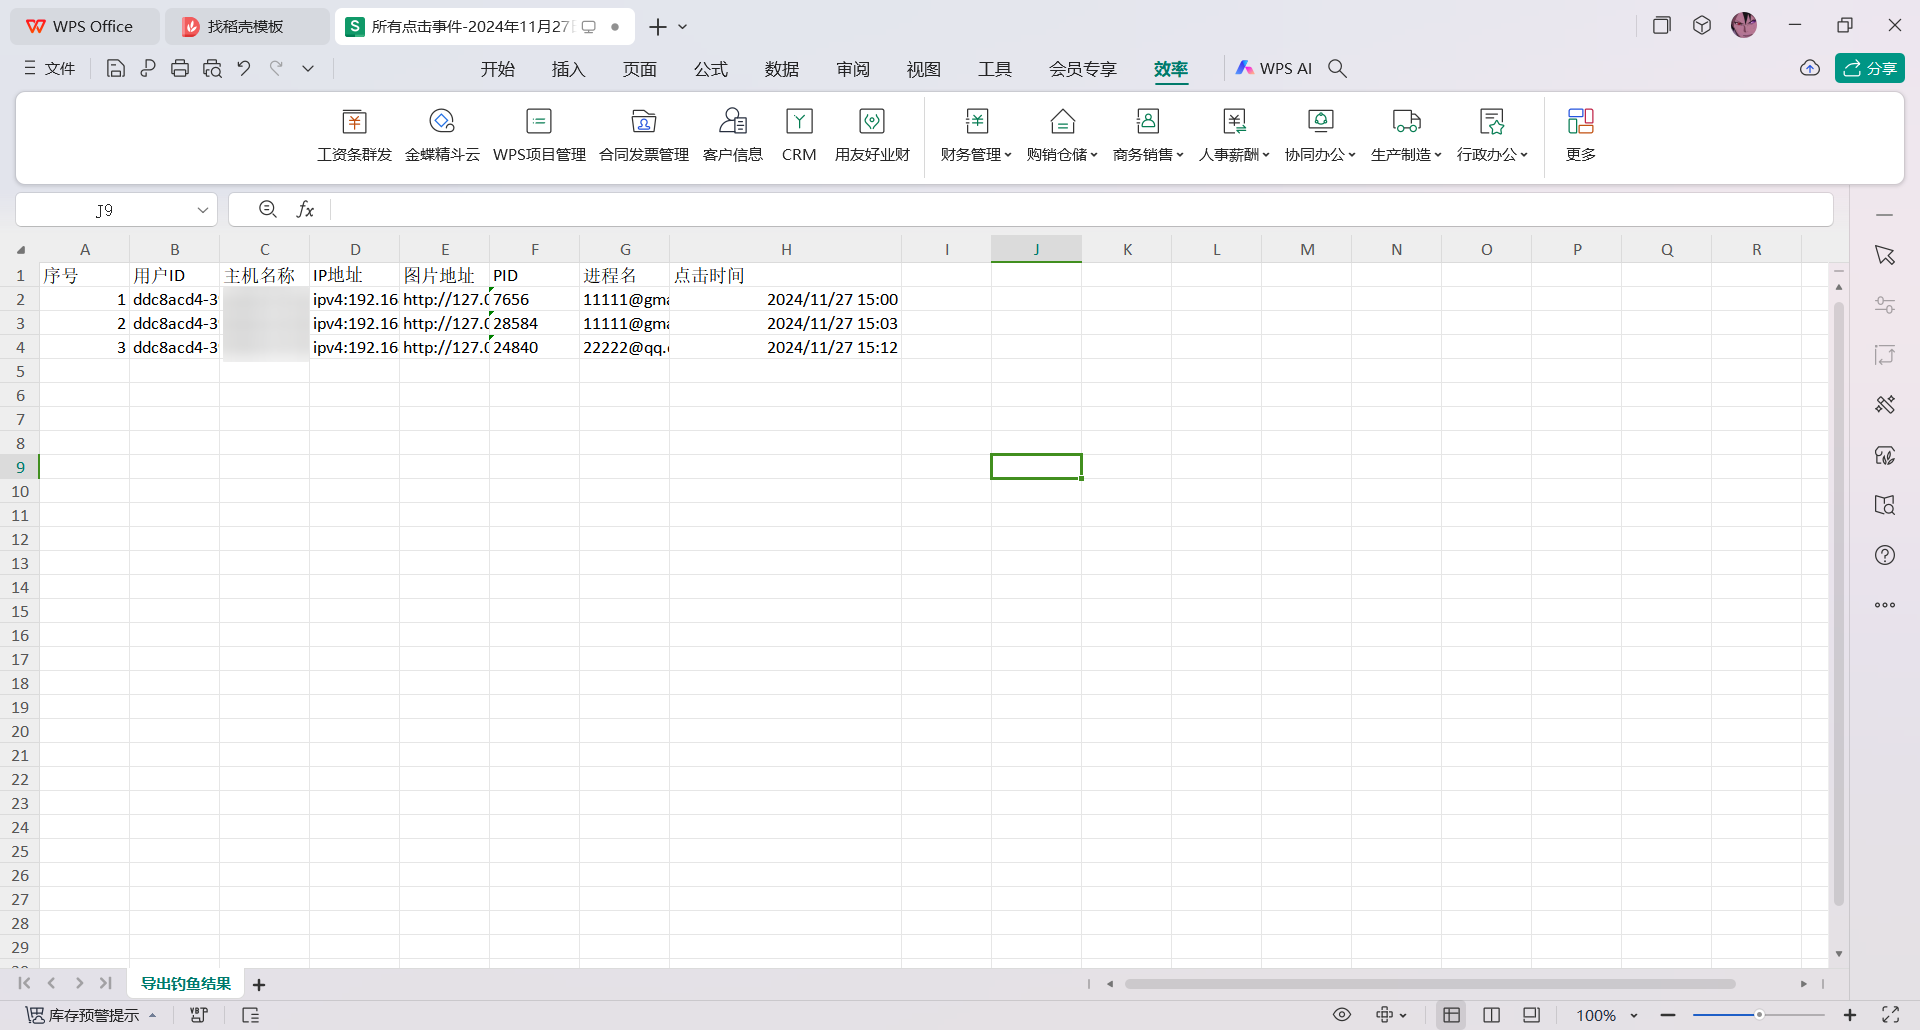 WPS Office
找稻壳模板
所有点击事件-2024年11月27
文件
开始 插入 页面 公式 数据 审阅 视图 工具 会员专享 效率 WPS AI
分享
工资条群发 金蝶精斗云 WPS项目管理 合同发票管理 客户信息 CRM 用友好业财 财务管理 购销仓储 商务销售 人事薪酬 协同办公 生产制造 行政办公 更多
J9 fx
A B C D E F G H I J K L M N O P Q R
1 序号 用户ID 主机名称 IP地址 图片地址 PID 进程名 点击时间
2 1 ddc8acd4-3 ipv4:192.16 http://127.0 7656 11111@gma 2024/11/27 15:00
3 2 ddc8acd4-3 ipv4:192.16 http://127.0 28584 11111@gma 2024/11/27 15:03
4 3 ddc8acd4-3 ipv4:192.16 http://127.0 24840 22222@qq.c 2024/11/27 15:12
5
6
7
8
9
10
11
12
13
14
15
16
17
18
19
20
21
22
23
24
25
26
27
28
29
导出钓鱼结果
库存预警提示
100%